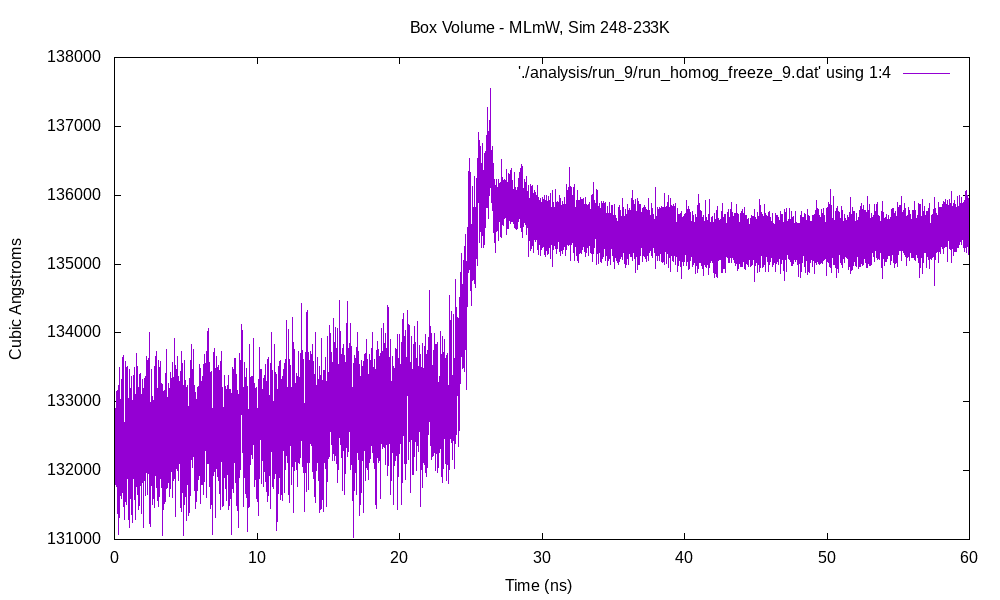 Box Volume - MLmW, Sim 248-233K
138000
'./analysis/run_9/run_homog_freeze_9.dat' using 1:4
137000
136000
135000
134000
133000
132000
131000
Cubic Angstroms
0 10 20 30 40 50 60
Time (ns)